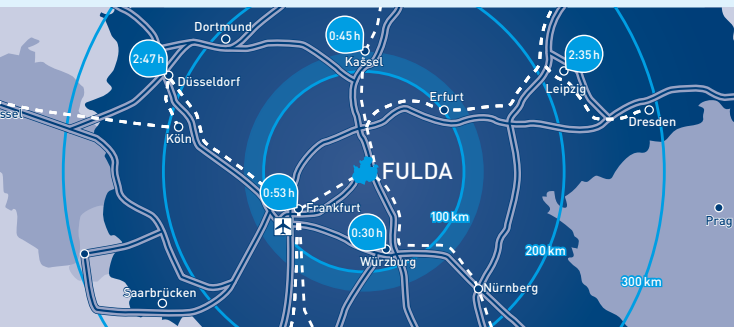 Dortmund
0:45 h
2:47 h
2:35 h
Kassel
Düsseldorf
Leipzig
Erfurt
ssel
Dresden
Köln
FULDA
0:53 h
Frankfurt
100 km
Prag
0:30 h
200 km
Würzburg
300 km
Saarbrücken
Nürnberg